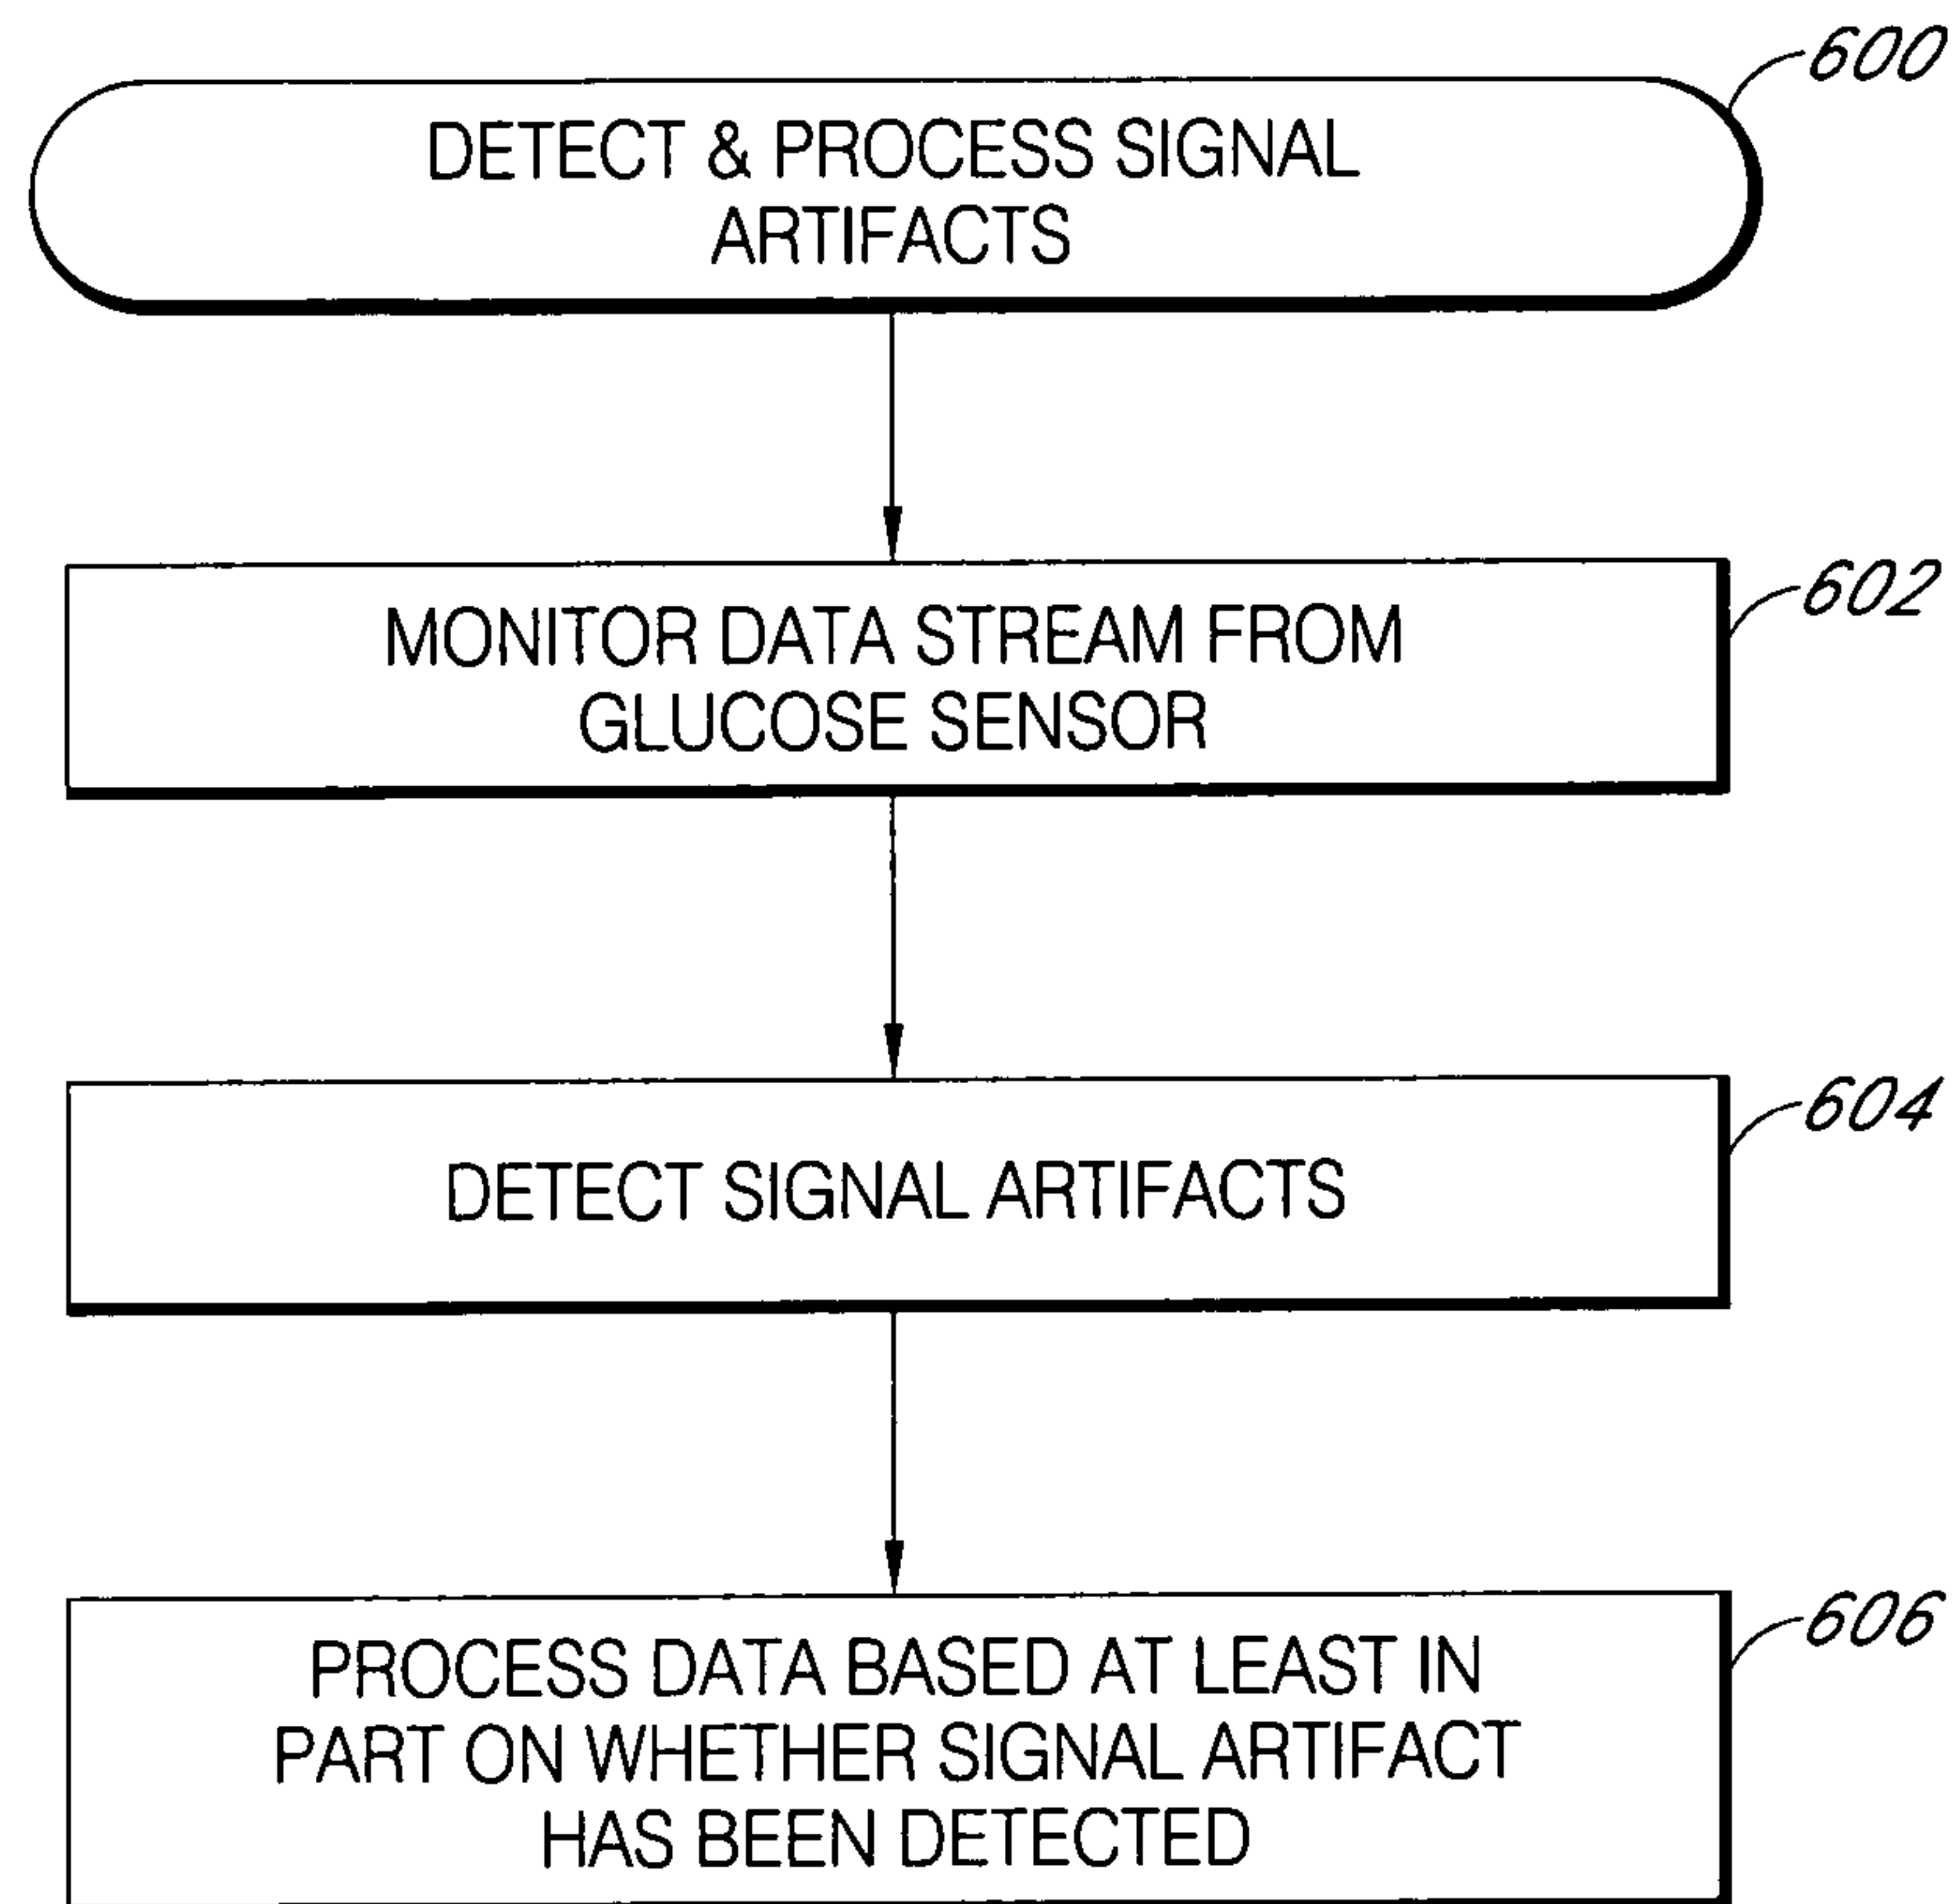 600
DETECT & PROCESS SIGNAL
ARTIFACTS
602
MONITOR DATA STREAM FROM
GLUCOSE SENSOR
604
DETECT SIGNAL ARTIFACTS
606
PROCESS DATA BASED AT LEAST IN
PART ON WHETHER SIGNAL ARTIFACT
HAS BEEN DETECTED